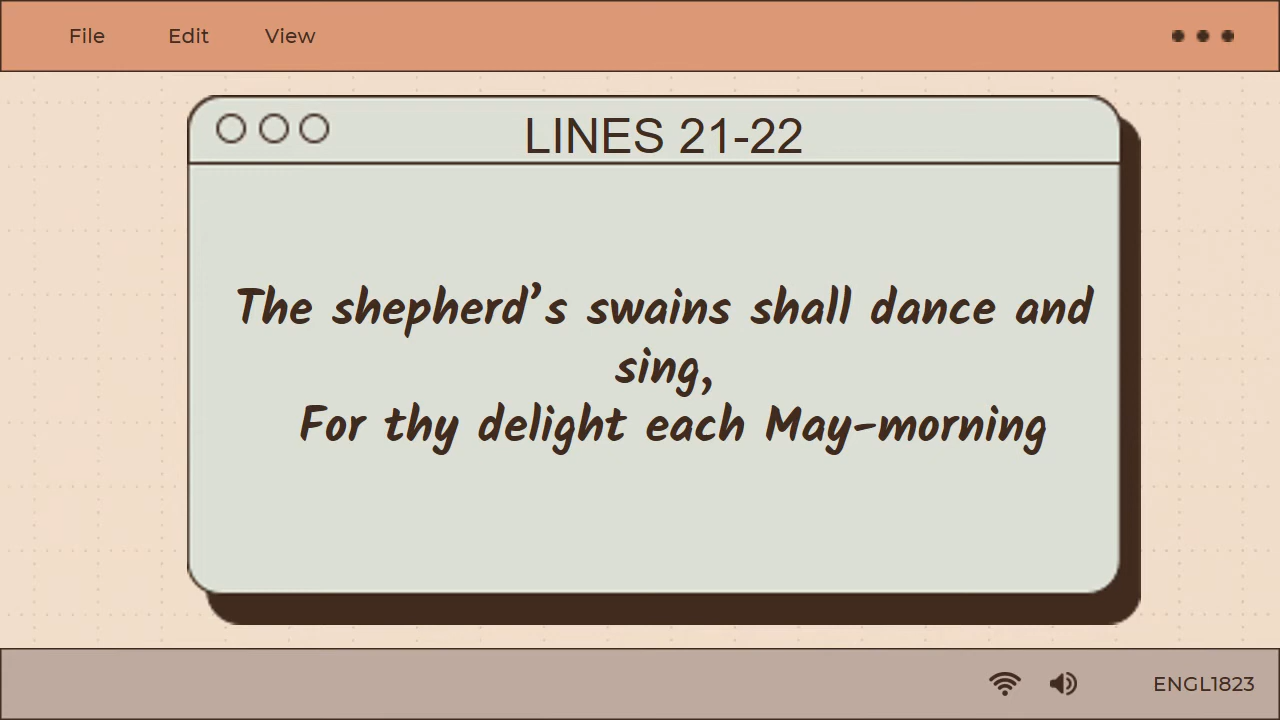 File Edit View
LINES 21-22
The shepherd’s swains shall dance and
sing,
For thy delight each May-morning
ENGL1823